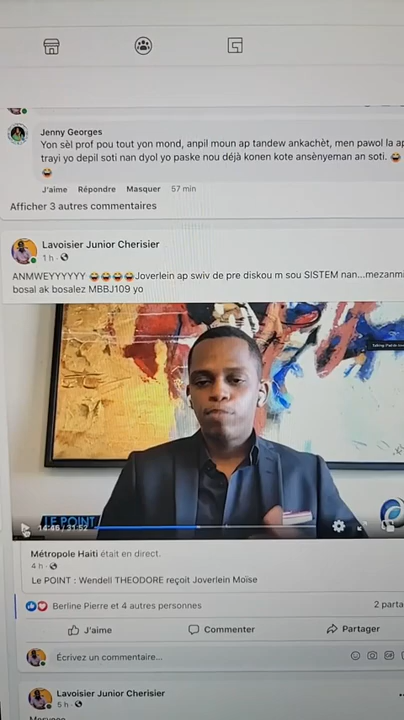 Jenny Georges
Yon sèl prof pou tout yon mond, anpil moun ap tandew ankachèt, men pawol la ap
trayi yo depil soti nan dyol yo paske nou déjà konen kote ansènyeman an soti. 😂
😂
J'aime Répondre Masquer 57 min
Afficher 3 autres commentaires
Lavoisier Junior Cherisier
1 h ·
ANMWEYYYYYY 😂😂😂😂Joverlein ap swiv de pre diskou m sou SISTEM nan...mezanmi
bosal ak bosalez MBBJ109 yo
LE POINT
14:46 / 31:52
Métropole Haiti était en direct.
4 h ·
Le POINT : Wendell THEODORE reçoit Joverlein Moïse
Berline Pierre et 4 autres personnes 2 parta
J'aime Commenter Partager
Écrivez un commentaire...
GIF
Lavoisier Junior Cherisier
5 h ·